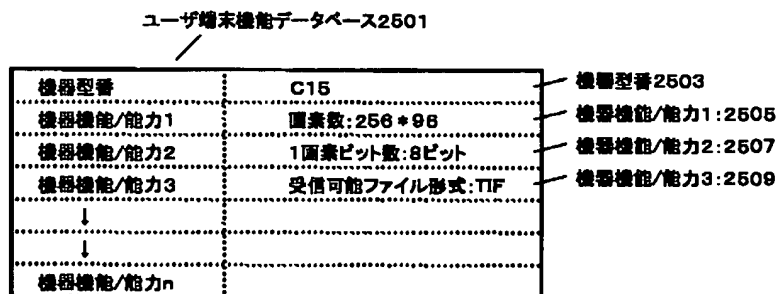 ユーザ端末機能データベース2501
機器型番 C15 機器型番2503
機器機能/能力1 画素数:256*96 機器機能/能力1:2505
機器機能/能力2 1画素ビット数:8ビット 機器機能/能力2:2507
機器機能/能力3 受信可能ファイル形式:TIF 機器機能/能力3:2509
↓
↓
機器機能/能力n